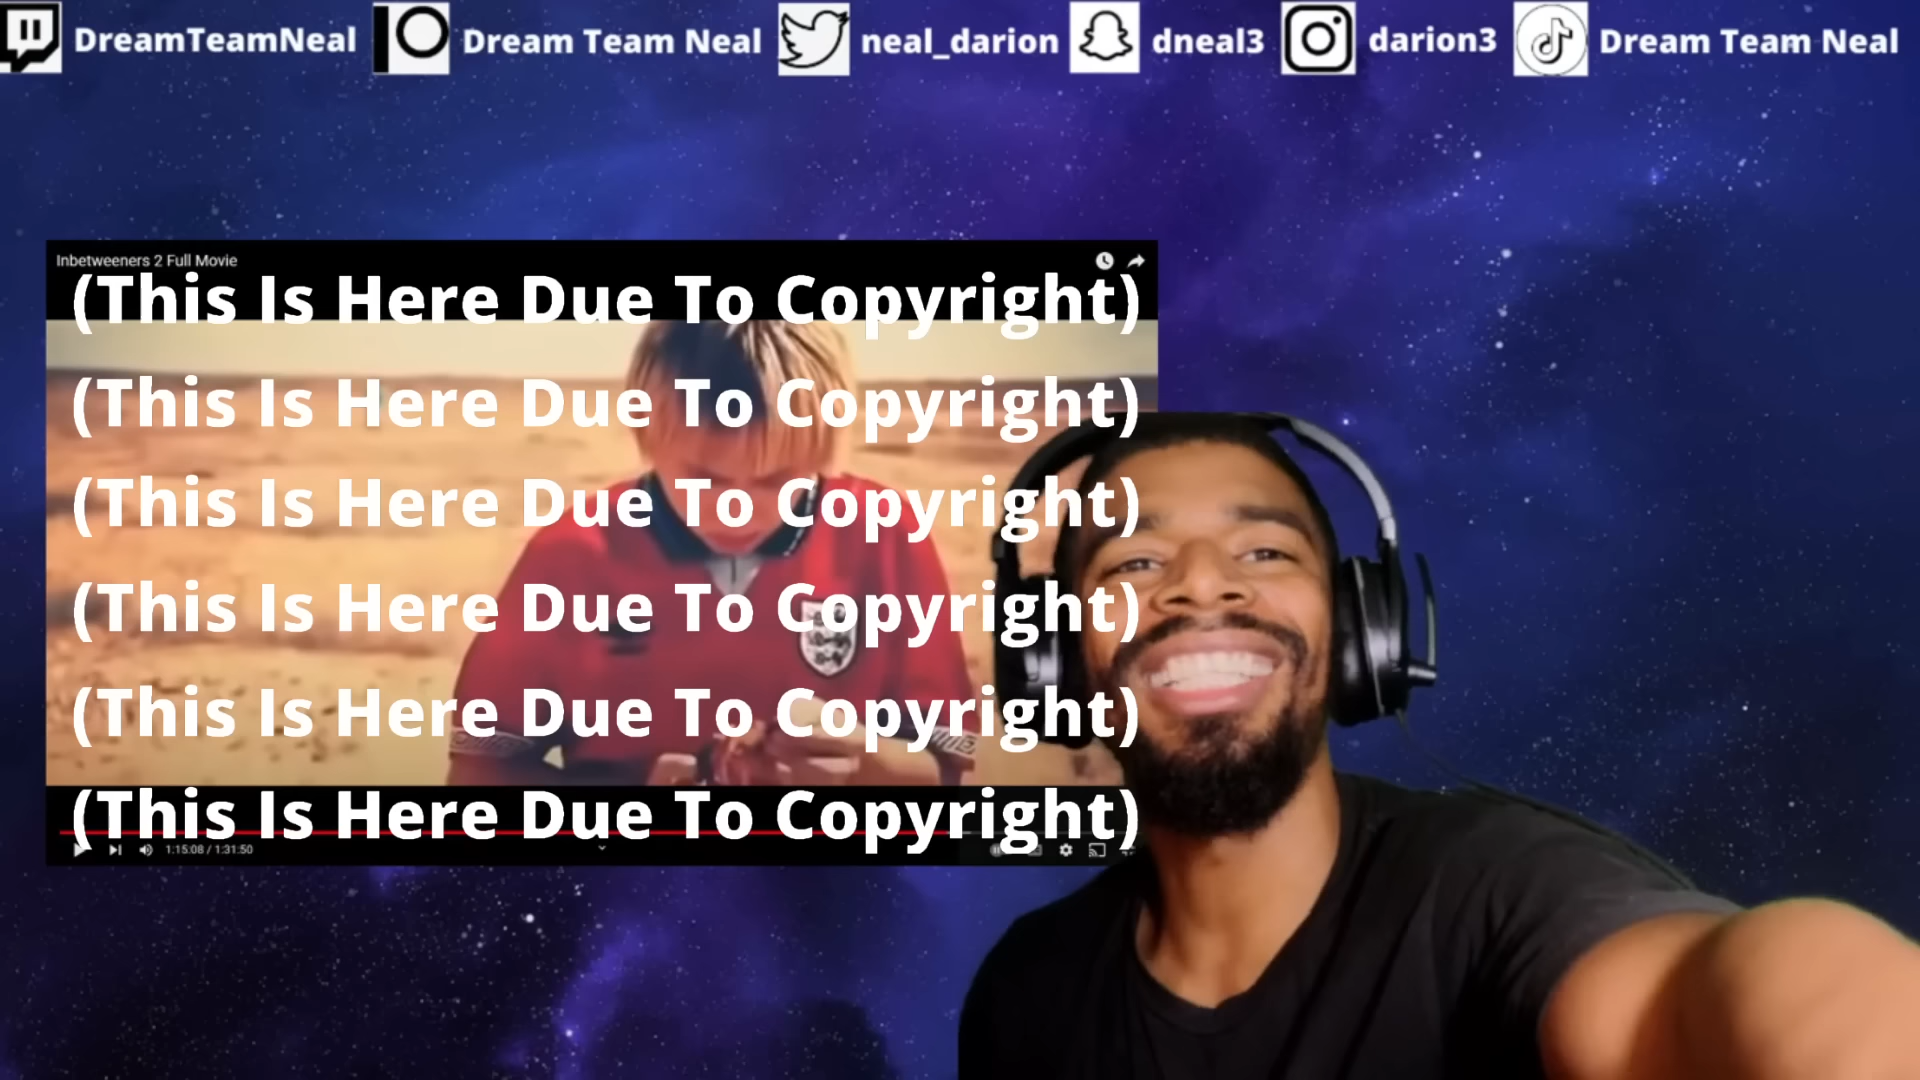 DreamTeamNeal Dream Team Neal neal_darion dneal3 darion3 Dream Team Neal
Inbetweeners 2 Full Movie
(This Is Here Due To Copyright)
(This Is Here Due To Copyright)
(This Is Here Due To Copyright)
(This Is Here Due To Copyright)
(This Is Here Due To Copyright)
(This Is Here Due To Copyright)
1:15:08 / 1:31:50